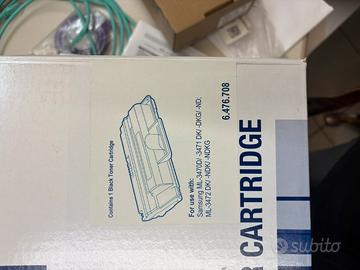 Contains 1 Black Toner Cartridge
For use with:
Samsung ML-3470D/ -3471 DK/ -DKG/ -ND;
ML-3472 DK/ -NDK/ -NDKG
6.476.708
R CARTRIDGE
subito